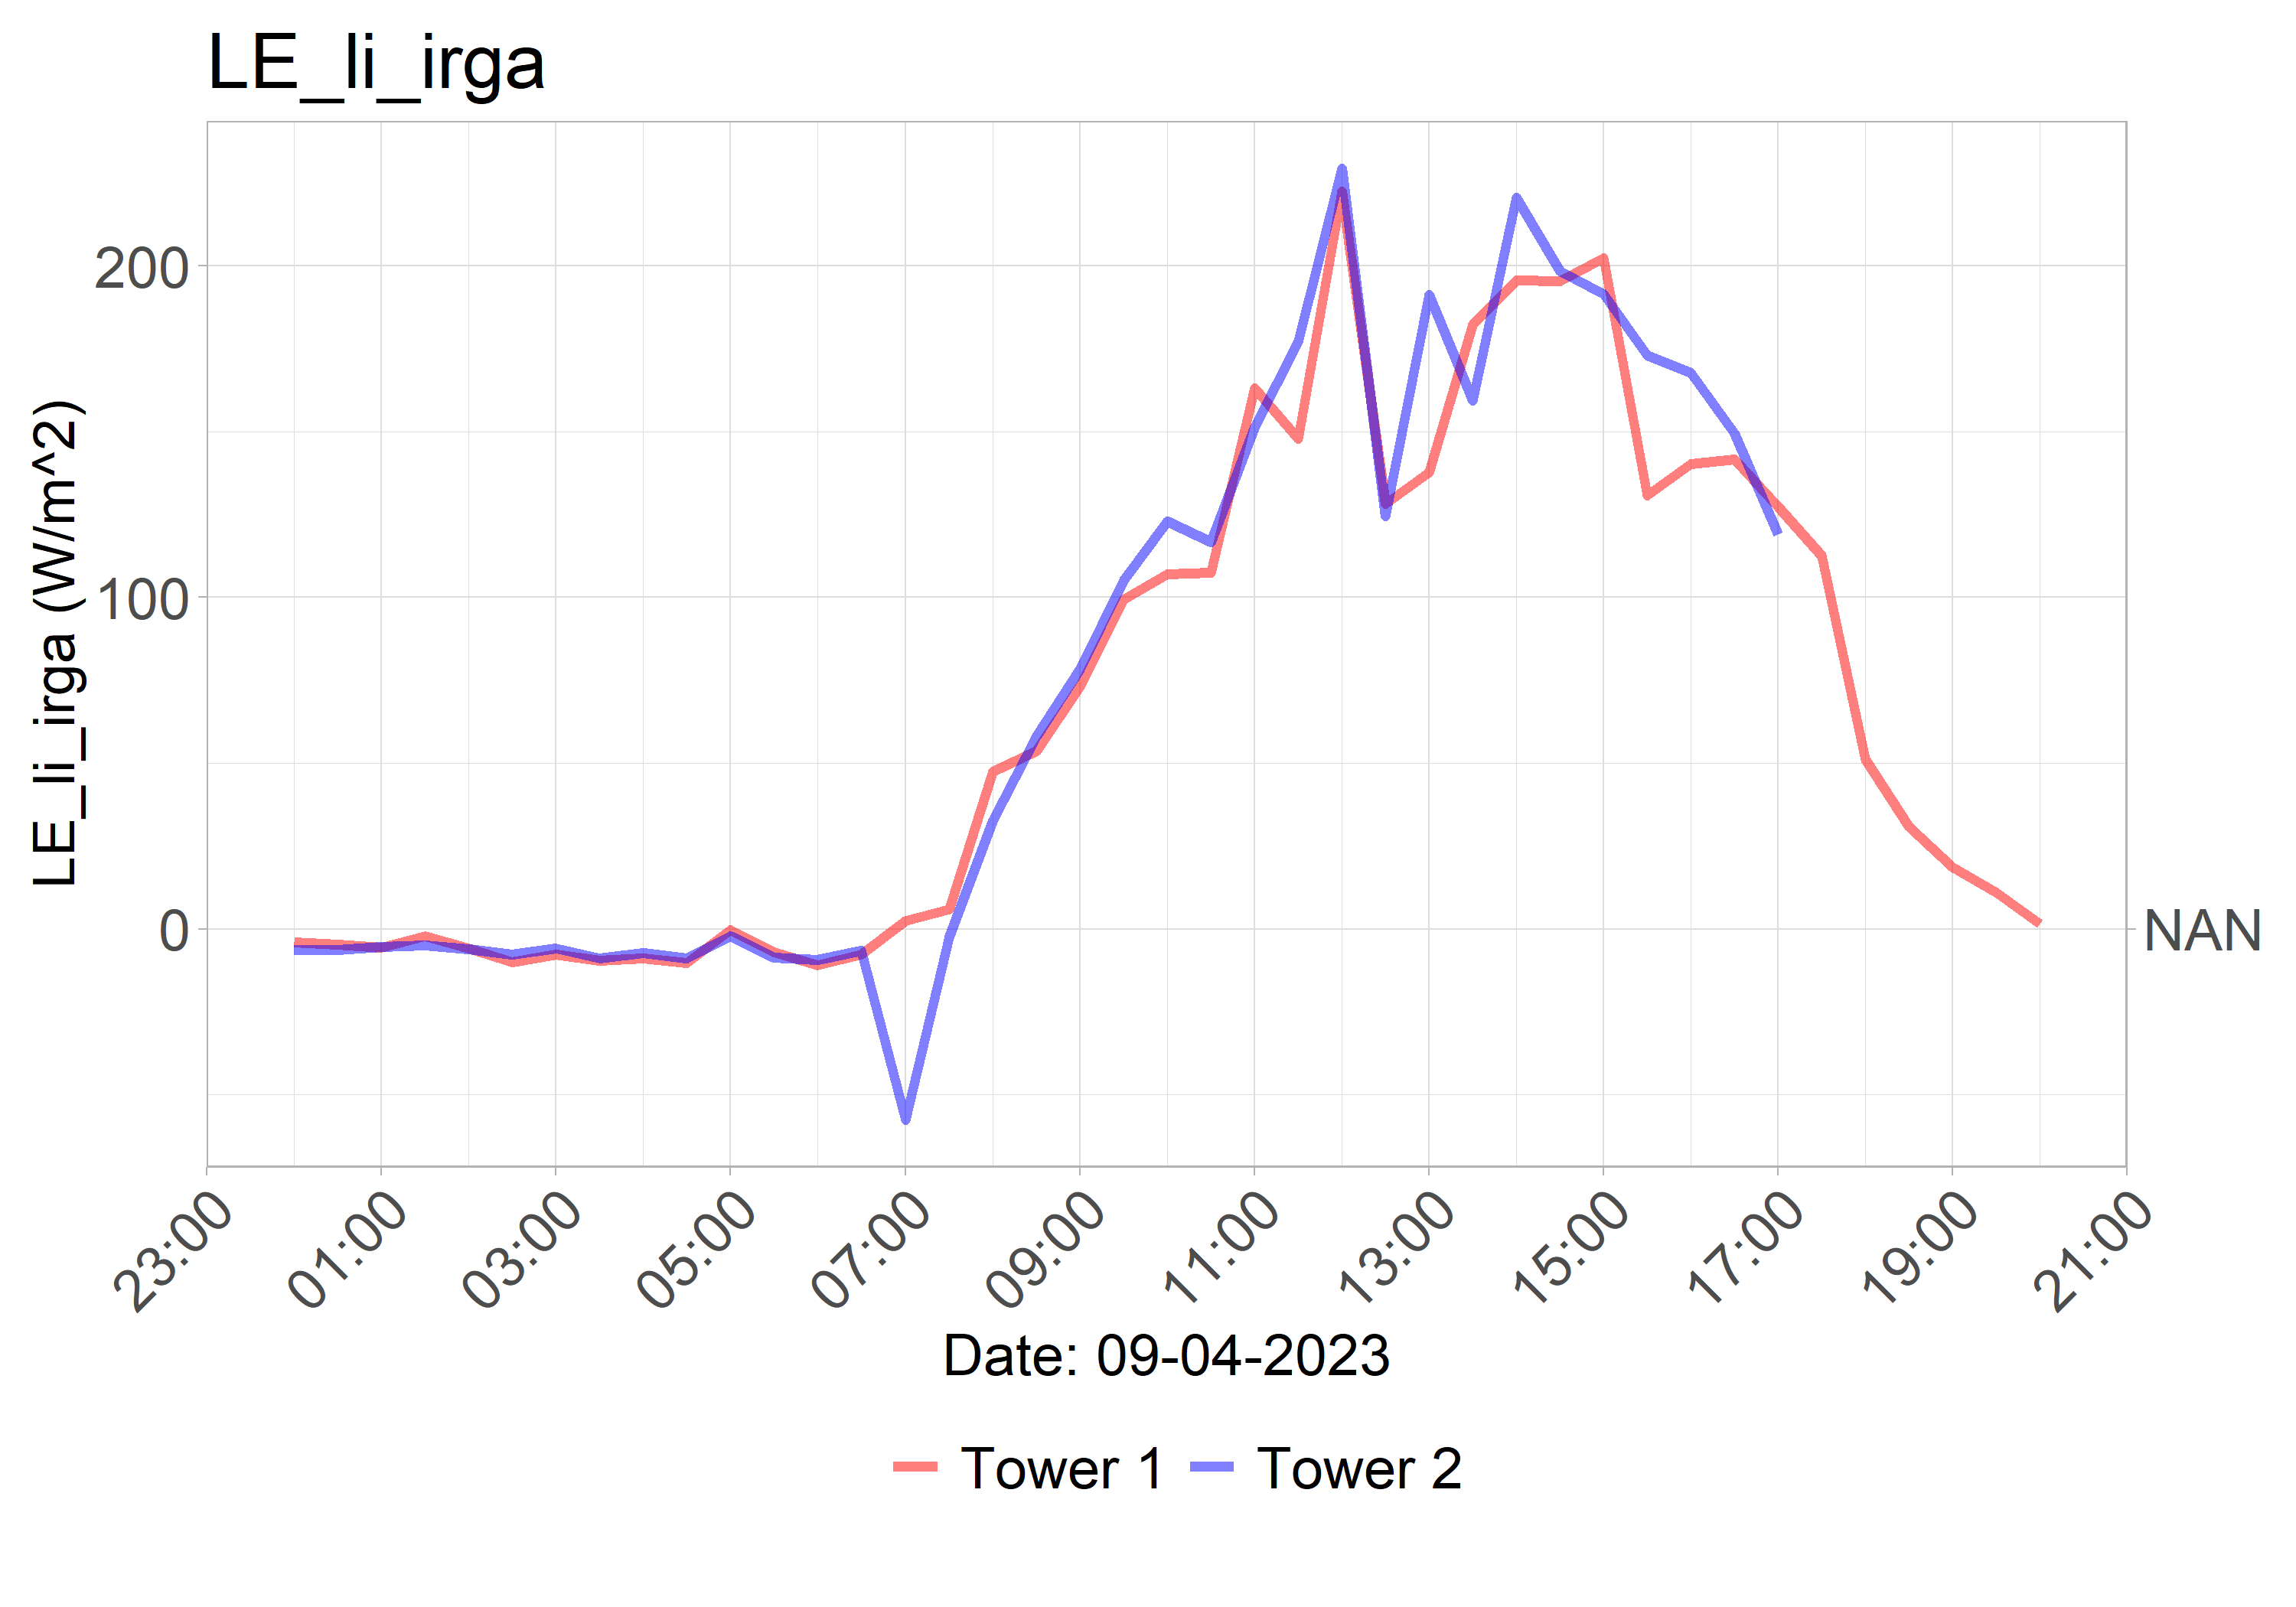 LE_li_irga
LE_li_irga (W/m^2)
200
100
0
NAN
23:00 01:00 03:00 05:00 07:00 09:00 11:00 13:00 15:00 17:00 19:00 21:00
Date: 09-04-2023
Tower 1 Tower 2